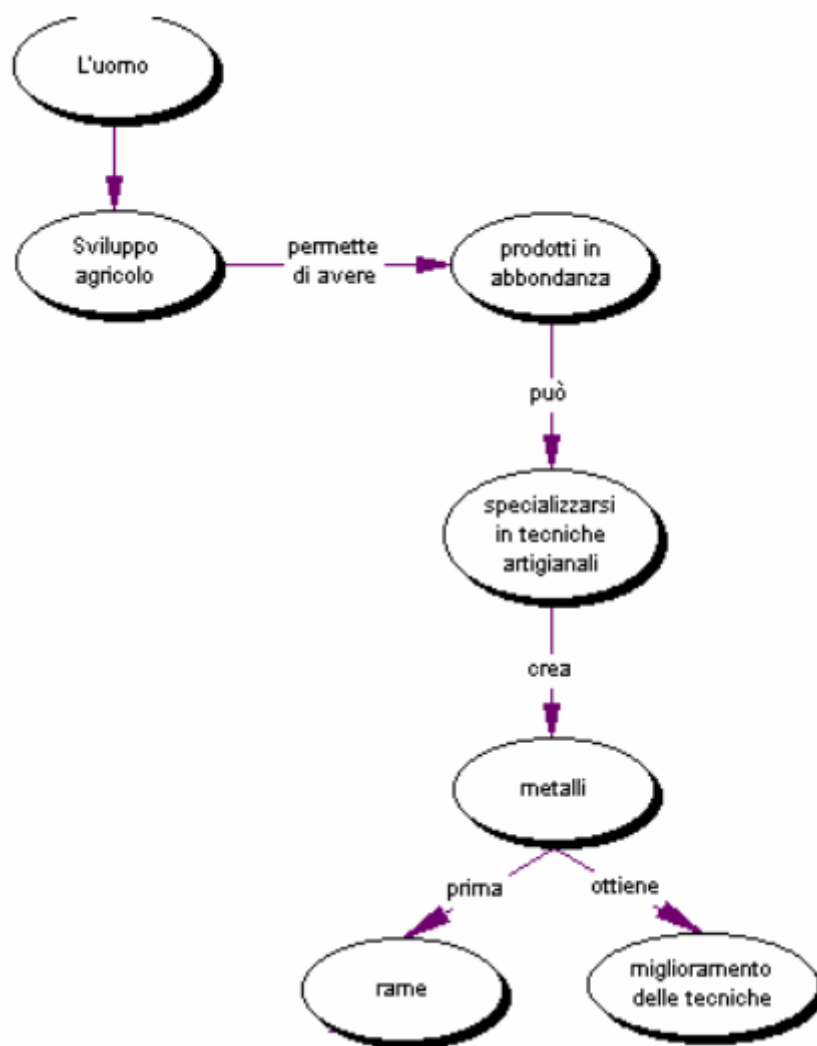 L'uomo
Sviluppo
agricolo
permette
di avere
prodotti in
abbondanza
può
specializzarsi
in tecniche
artigianali
crea
metalli
prima
ottiene
rame
miglioramento
delle tecniche